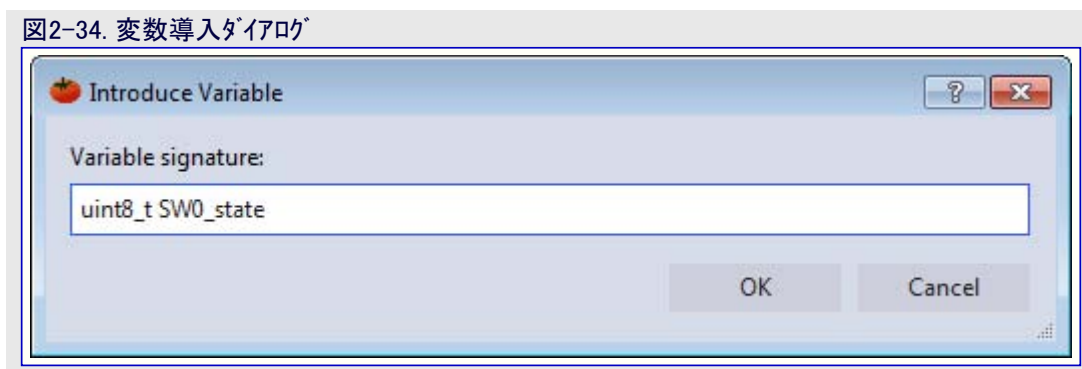 図2-34. 変数導入ﾀﾞｲｱﾛｸﾞ
Introduce Variable
Variable signature:
uint8_t SW0_state
OK Cancel